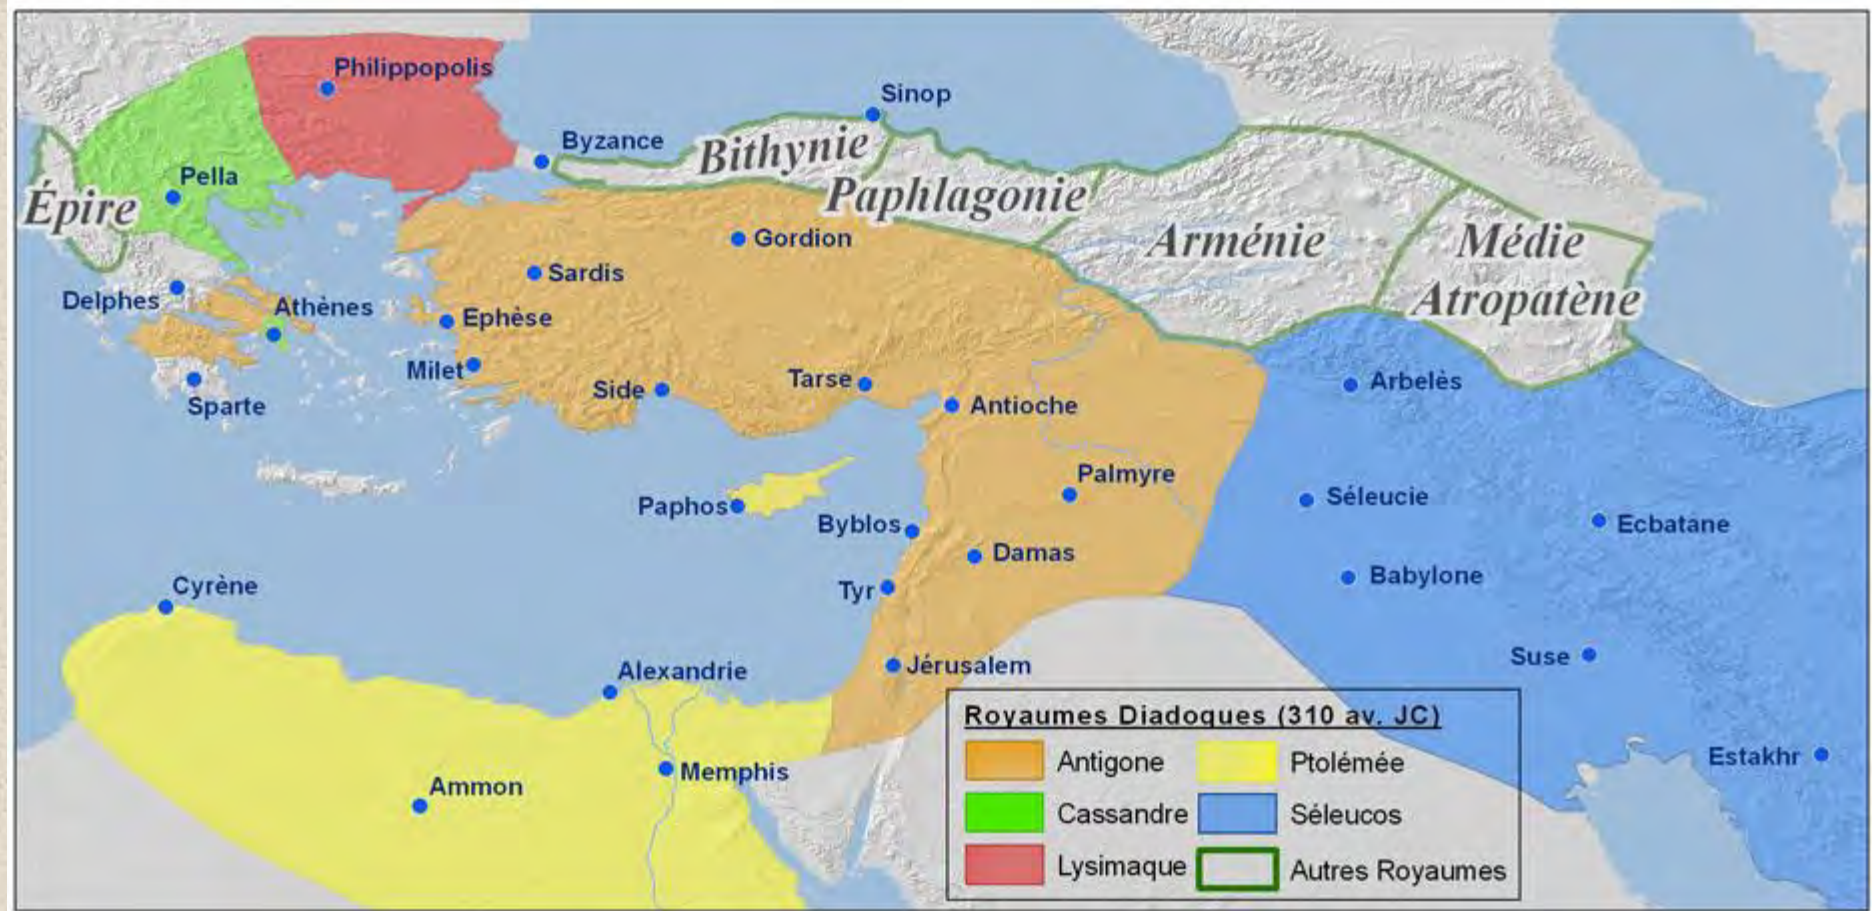 Philippopolis
Sinop
Byzance
Bithynie
Pella
Épire
Paphlagonie
Gordion
Arménie
Médie
Atropatène
Sardis
Delphes
Athènes
Ephèse
Milet
Side
Tarse
Antioche
Arbelès
Sparte
Palmyre
Paphos
Byblos
Séleucie
Ecbatane
Damas
Babylone
Cyrène
Tyr
Alexandrie
Jérusalem
Suse
Estakhr
Memphis
Ammon
Royaumes Diadoques (310 av. JC)
Antigone
Ptolémée
Cassandre
Séleucos
Lysimaque
Autres Royaumes